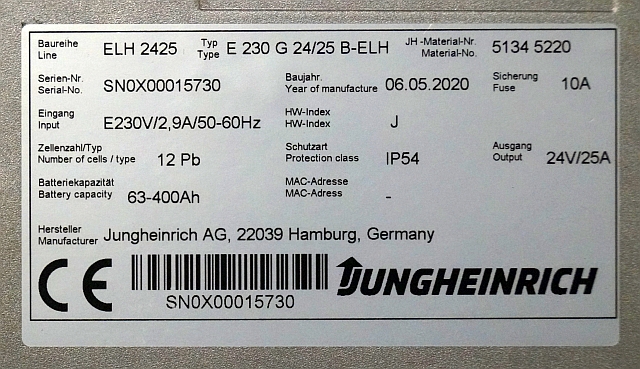 Baureihe ELH 2425 Typ E 230 G 24/25 B-ELH JH-Material-Nr. 5134 5220
Line Type Material-No.
Serien-Nr. SN0X00015730 Baujahr. 06.05.2020 Sicherung 10A
Serial-No. Year of manufacture Fuse
Eingang E230V/2,9A/50-60Hz HW-Index J
Input HW-Index
Zellenzahl/Typ 12 Pb Schutzart IP54 Ausgang 24V/25A
Number of cells / type Protection class Output
Batteriekapazität 63-400Ah MAC-Adresse -
Battery capacity MAC-Adress
Hersteller Jungheinrich AG, 22039 Hamburg, Germany
Manufacturer
CE JUNGHEINRICH
SN0X00015730